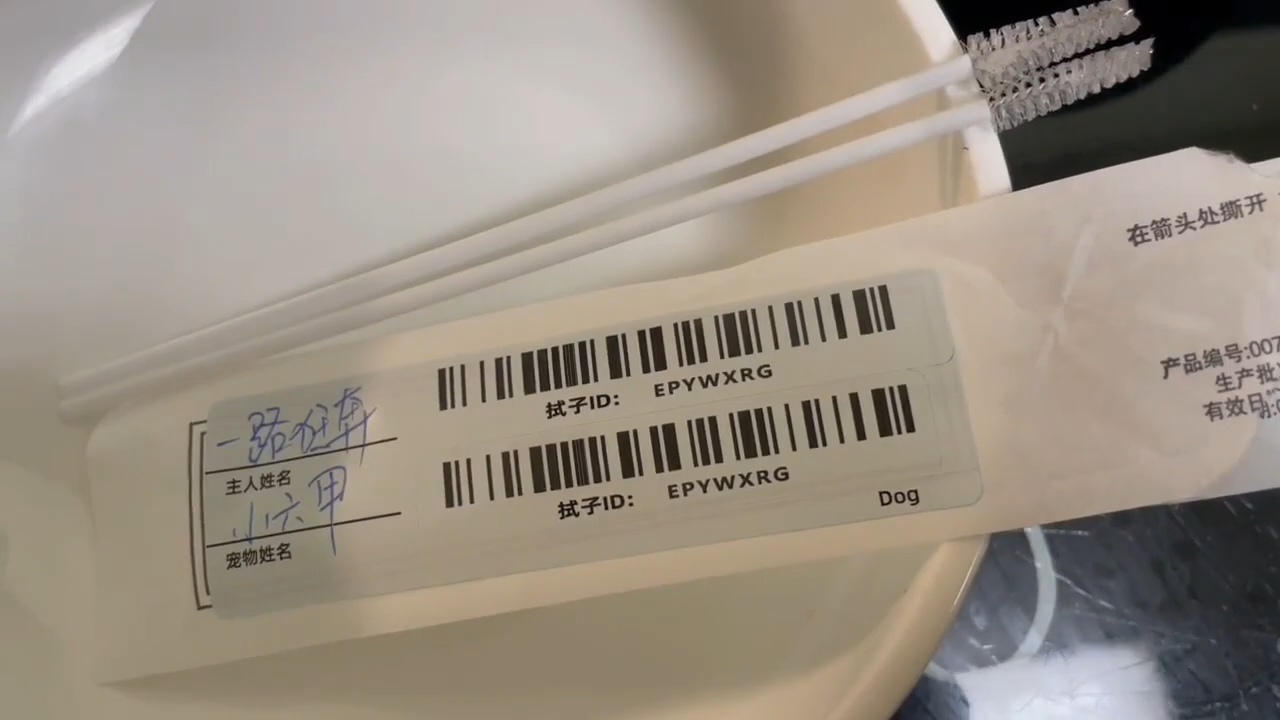 在箭头处撕开
拭子ID: EPYWXRG
产品编号:007
生产批
有效日
一路狂奔
主人姓名
拭子ID: EPYWXRG
Dog
小六甲
宠物姓名